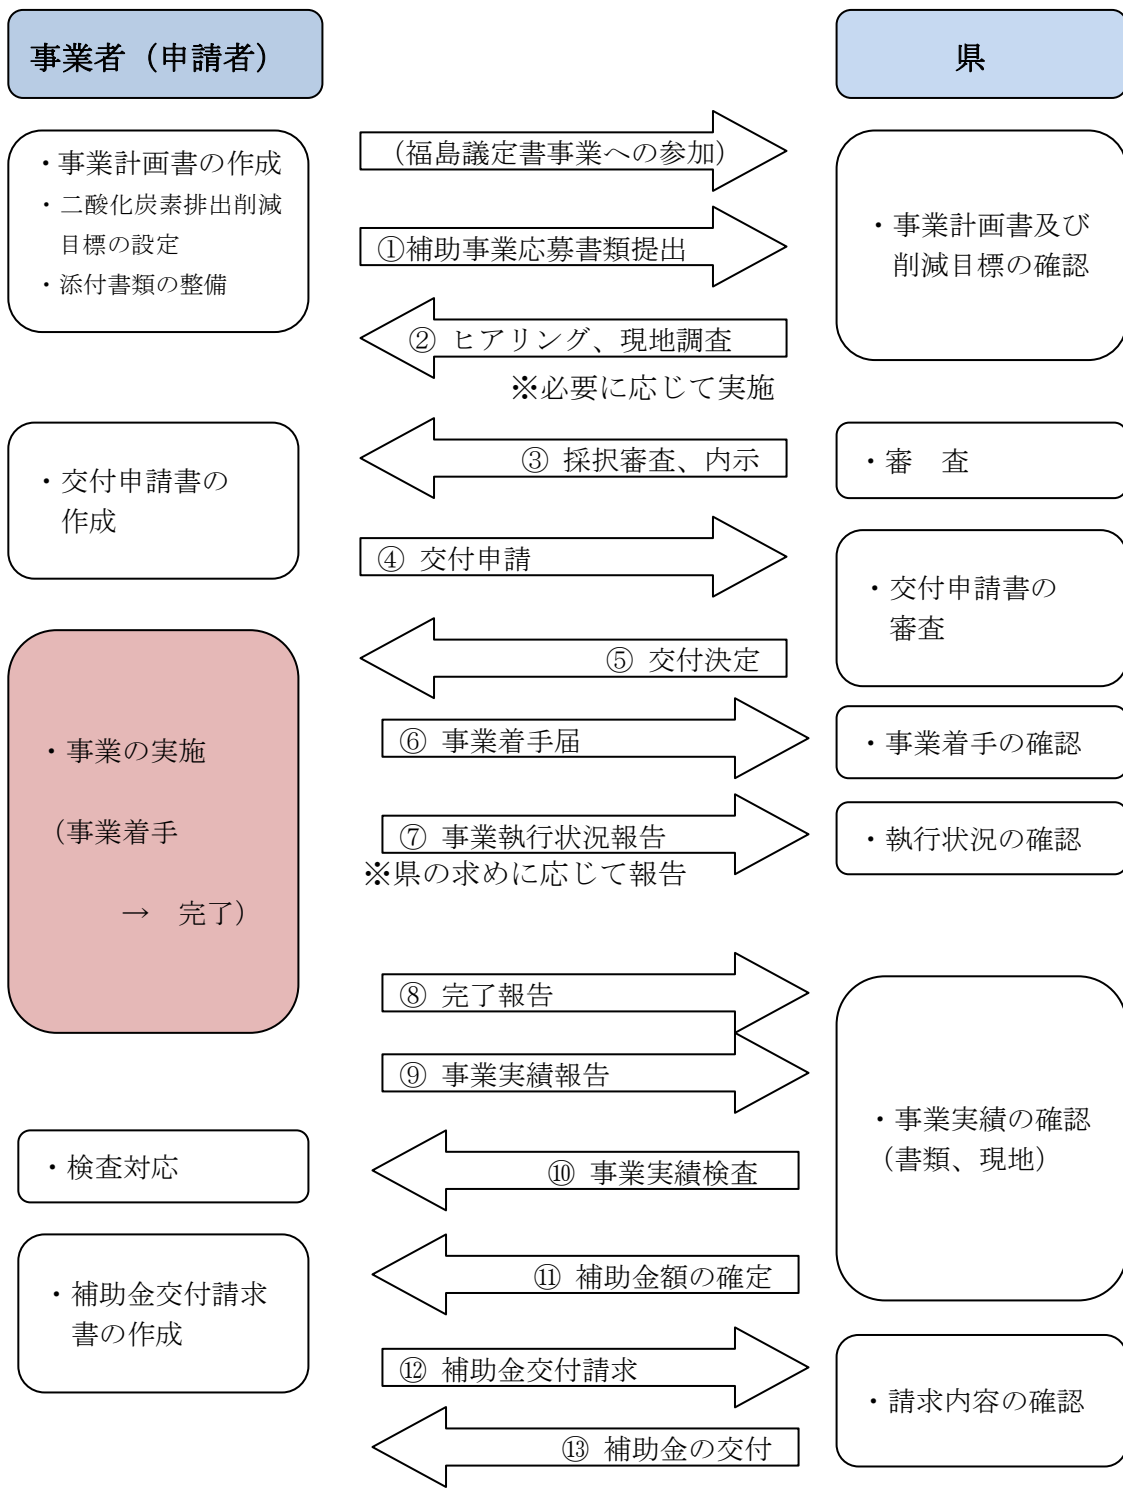 事業者（申請者）
県
・事業計画書の作成
・二酸化炭素排出削減
目標の設定
・添付書類の整備
（福島議定書事業への参加）
①補助事業応募書類提出
② ヒアリング、現地調査
※必要に応じて実施
・事業計画書及び
削減目標の確認
③ 採択審査、内示
・審　査
・交付申請書の
作成
④ 交付申請
⑤ 交付決定
・交付申請書の
審査
・事業の実施
（事業着手
→　完了）
⑥ 事業着手届
・事業着手の確認
⑦ 事業執行状況報告
※県の求めに応じて報告
・執行状況の確認
⑧ 完了報告
⑨ 事業実績報告
・事業実績の確認
（書類、現地）
・検査対応
⑩ 事業実績検査
⑪ 補助金額の確定
・補助金交付請求
書の作成
⑫ 補助金交付請求
・請求内容の確認
⑬ 補助金の交付